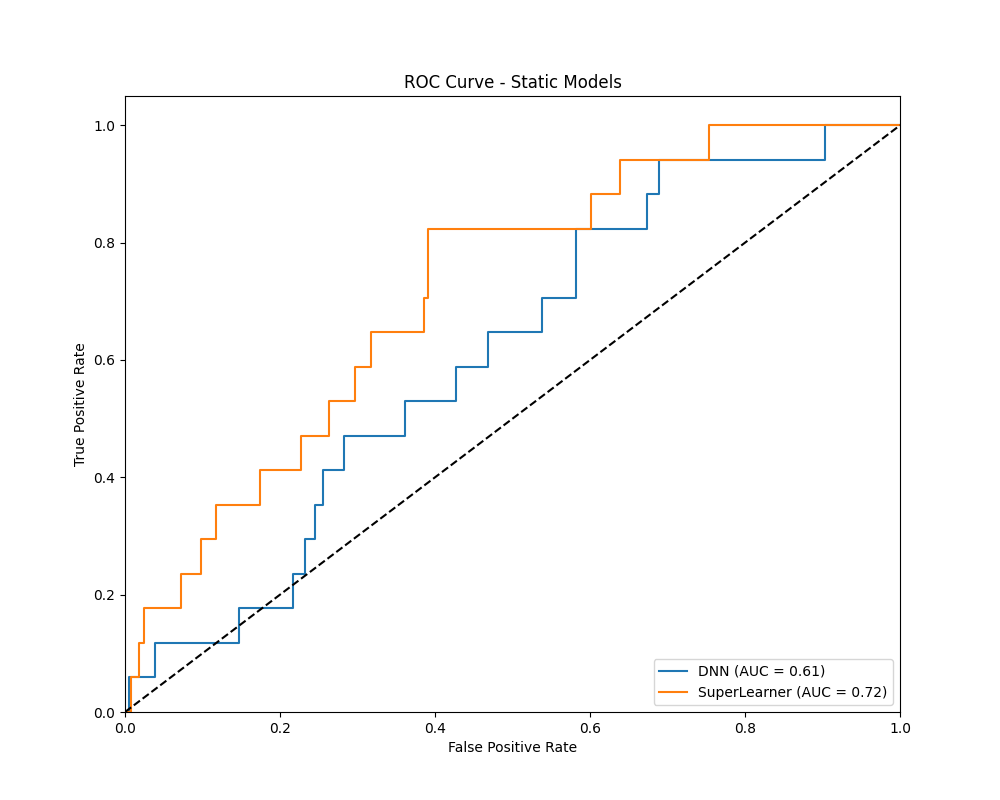 ROC Curve - Static Models
True Positive Rate
1.0
0.8
0.6
0.4
0.2
0.0
0.0 0.2 0.4 0.6 0.8 1.0
False Positive Rate
DNN (AUC = 0.61)
SuperLearner (AUC = 0.72)